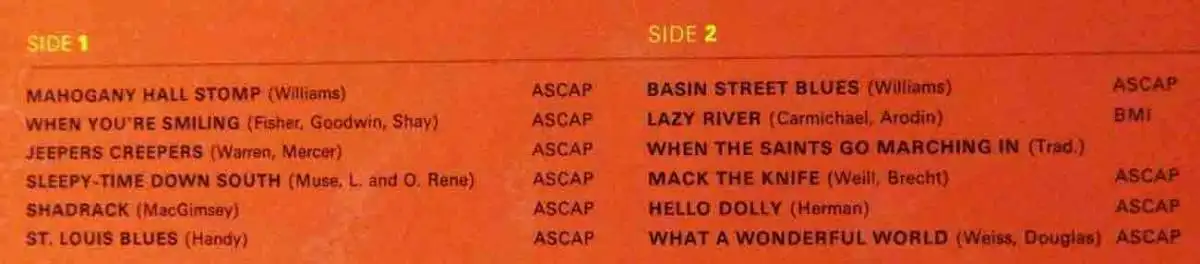 SIDE 1
MAHOGANY HALL STOMP (Williams) ASCAP
WHEN YOU'RE SMILING (Fisher, Goodwin, Shay) ASCAP
JEEPERS CREEPERS (Warren, Mercer) ASCAP
SLEEPY-TIME DOWN SOUTH (Muse, L. and O. Rene) ASCAP
SHADRACK (MacGimsey) ASCAP
ST. LOUIS BLUES (Handy) ASCAP
SIDE 2
BASIN STREET BLUES (Williams) ASCAP
LAZY RIVER (Carmichael, Arodin) BMI
WHEN THE SAINTS GO MARCHING IN (Trad.)
MACK THE KNIFE (Weill, Brecht) ASCAP
HELLO DOLLY (Herman) ASCAP
WHAT A WONDERFUL WORLD (Weiss, Douglas) ASCAP